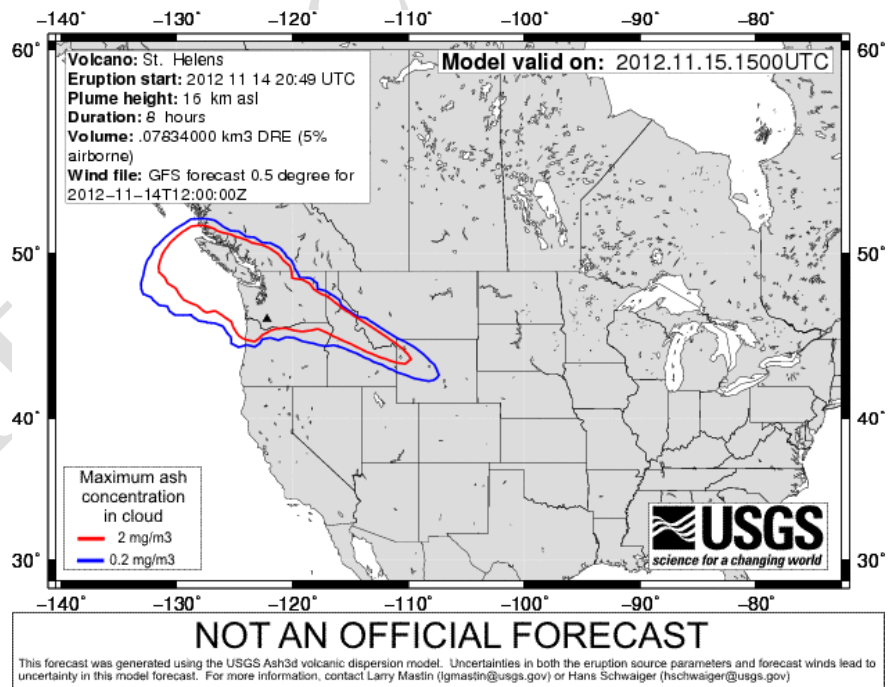 −140° −130° −120° −110° −100° −90° −80°
60° 60°
Volcano: St. Helens
Eruption start: 2012 11 14 20:49 UTC
Plume height: 16 km asl
Duration: 8 hours
Volume: .07834000 km3 DRE (5%
airborne)
Wind file: GFS forecast 0.5 degree for
2012−11−14T12:00:00Z
Model valid on: 2012.11.15.1500UTC
50° 50°
40° 40°
Maximum ash
concentration
in cloud
2 mg/m3
0.2 mg/m3
USGS
science for a changing world
30° 30°
−140 −130 −120 −110 −100 −90 −80
NOT AN OFFICIAL FORECAST
This forecast was generated using the USGS Ash3d volcanic dispersion model. Uncertainties in both the eruption source parameters and forecast winds lead to
uncertainty in this model forecast. For more information, contact Larry Mastin (lgmastin@usgs.gov) or Hans Schwaiger (hschwaiger@usgs.gov)